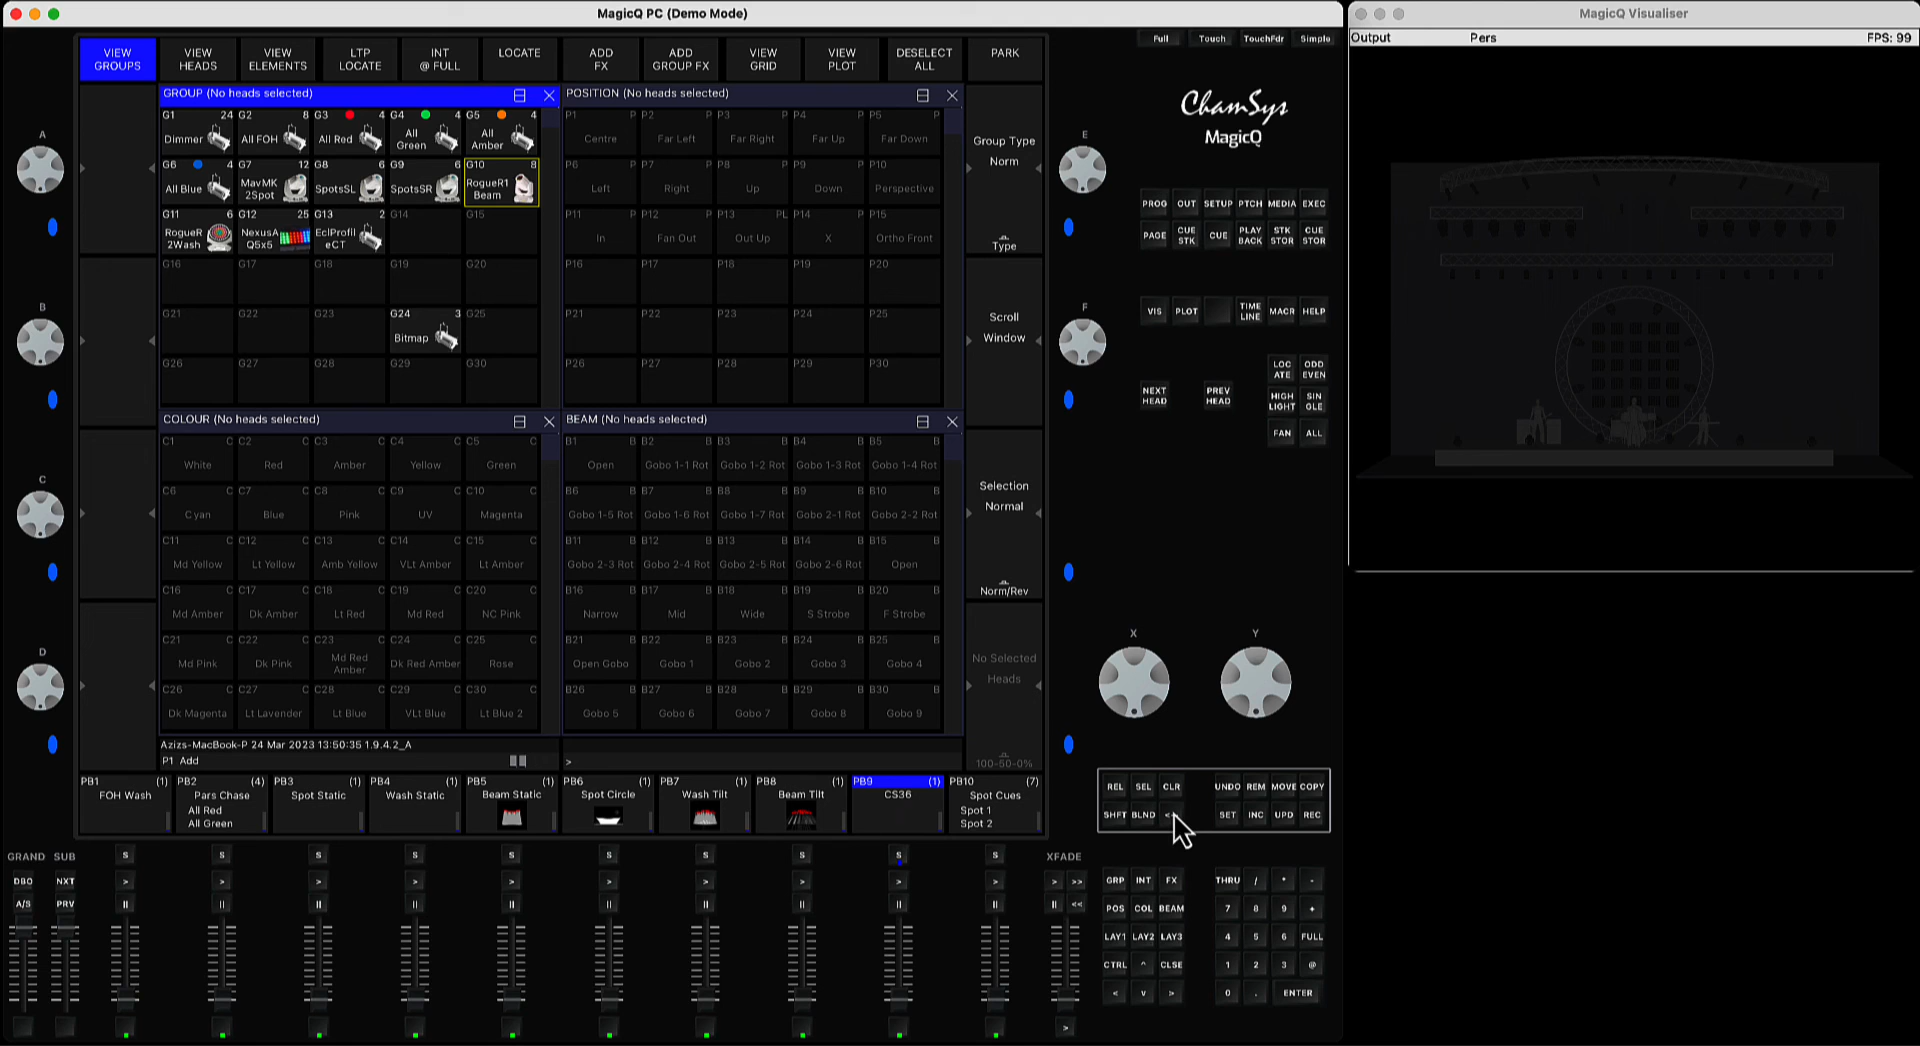 MagicQ PC (Demo Mode)
MagicQ Visualiser
Output Pers FPS: 99
VIEW GROUPS
VIEW HEADS
VIEW ELEMENTS
LTP LOCATE
INT @ FULL
LOCATE
ADD FX
ADD GROUP FX
VIEW GRID
VIEW PLOT
DESELECT ALL
PARK
Full Touch TouchFdr Simple
GROUP (No heads selected)
G1 24 Dimmer
G2 8 All FOH
G3 4 All Red
G4 4 All Green
G5 4 All Amber
G6 4 All Blue
G7 12 MavMK 2Spot
G8 6 SpotsSL
G9 6 SpotsSR
G10 8 RogueR1 Beam
G11 6 RogueR 2Wash
G12 25 NexusA Q5x5
G13 2 EclProfil eCT
G14
G15
G16 G17 G18 G19 G20
G21 G22 G23
G24 3 Bitmap
G25
G26 G27 G28 G29 G30
POSITION (No heads selected)
P1 P Centre
P2 P Far Left
P3 P Far Right
P4 P Far Up
P5 P Far Down
P6 P Left
P7 P Right
P8 P Up
P9 P Down
P10 P Perspective
P11 P In
P12 P Fan Out
P13 PL Out Up
P14 P X
P15 P Ortho Front
P16 P17 P18 P19 P20
P21 P22 P23 P24 P25
P26 P27 P28 P29 P30
COLOUR (No heads selected)
C1 C White
C2 C Red
C3 C Amber
C4 C Yellow
C5 C Green
C6 C Cyan
C7 C Blue
C8 C Pink
C9 C UV
C10 C Magenta
C11 C Md Yellow
C12 C Lt Yellow
C13 C Amb Yellow
C14 C VLt Amber
C15 C Lt Amber
C16 C Md Amber
C17 C Dk Amber
C18 C Lt Red
C19 C Md Red
C20 C NC Pink
C21 C Md Pink
C22 C Dk Pink
C23 C Md Red Amber
C24 C Dk Red Amber
C25 C Rose
C26 C Dk Magenta
C27 C Lt Lavender
C28 C Lt Blue
C29 C VLt Blue
C30 C Lt Blue 2
BEAM (No heads selected)
B1 B Open
B2 B Gobo 1-1 Rot
B3 B Gobo 1-2 Rot
B4 B Gobo 1-3 Rot
B5 B Gobo 1-4 Rot
B6 B Gobo 1-5 Rot
B7 B Gobo 1-6 Rot
B8 B Gobo 1-7 Rot
B9 B Gobo 2-1 Rot
B10 B Gobo 2-2 Rot
B11 B Gobo 2-3 Rot
B12 B Gobo 2-4 Rot
B13 B Gobo 2-5 Rot
B14 B Gobo 2-6 Rot
B15 B Open
B16 B Narrow
B17 B Mid
B18 B Wide
B19 B S Strobe
B20 B F Strobe
B21 B Open Gobo
B22 B Gobo 1
B23 B Gobo 2
B24 B Gobo 3
B25 B Gobo 4
B26 B Gobo 5
B27 B Gobo 6
B28 B Gobo 7
B29 B Gobo 8
B30 B Gobo 9
Group Type
Norm
Type
Scroll
Window
Selection
Normal
Norm/Rev
No Selected
Heads
100-50-0%
A
B
C
D
E
F
X
Y
Azizs-MacBook-P 24 Mar 2023 13:50:35 1.9.4.2_A
P1 Add
>
PB1 (1) FOH Wash
PB2 (4) Pars Chase
All Red
All Green
PB3 (1) Spot Static
PB4 (1) Wash Static
PB5 (1) Beam Static
PB6 (1) Spot Circle
PB7 (1) Wash Tilt
PB8 (1) Beam Tilt
PB9 (1) CS36
PB10 (7) Spot Cues
Spot 1
Spot 2
ChamSys
MagicQ
PROG OUT SETUP PTCH MEDIA EXEC
PAGE CUE STK CUE PLAY BACK STK STOR CUE STOR
VIS PLOT TIME LINE MACR HELP
NEXT HEAD
PREV HEAD
LOC ATE
ODD EVEN
HIGH LIGHT
SIN GLE
FAN ALL
REL SEL CLR UNDO REM MOVE COPY
SHFT BLND SET INC UPD REC
GRAND SUB
DBO NXT
A/S PRV
S S S S S S S S S S
> > > > > > > > > >
XFADE
> >>
<<
>
GRP INT FX THRU / * -
POS COL BEAM 7 8 9 +
LAY1 LAY2 LAY3 4 5 6 FULL
CTRL ^ CLSE 1 2 3 @
< v > 0 . ENTER